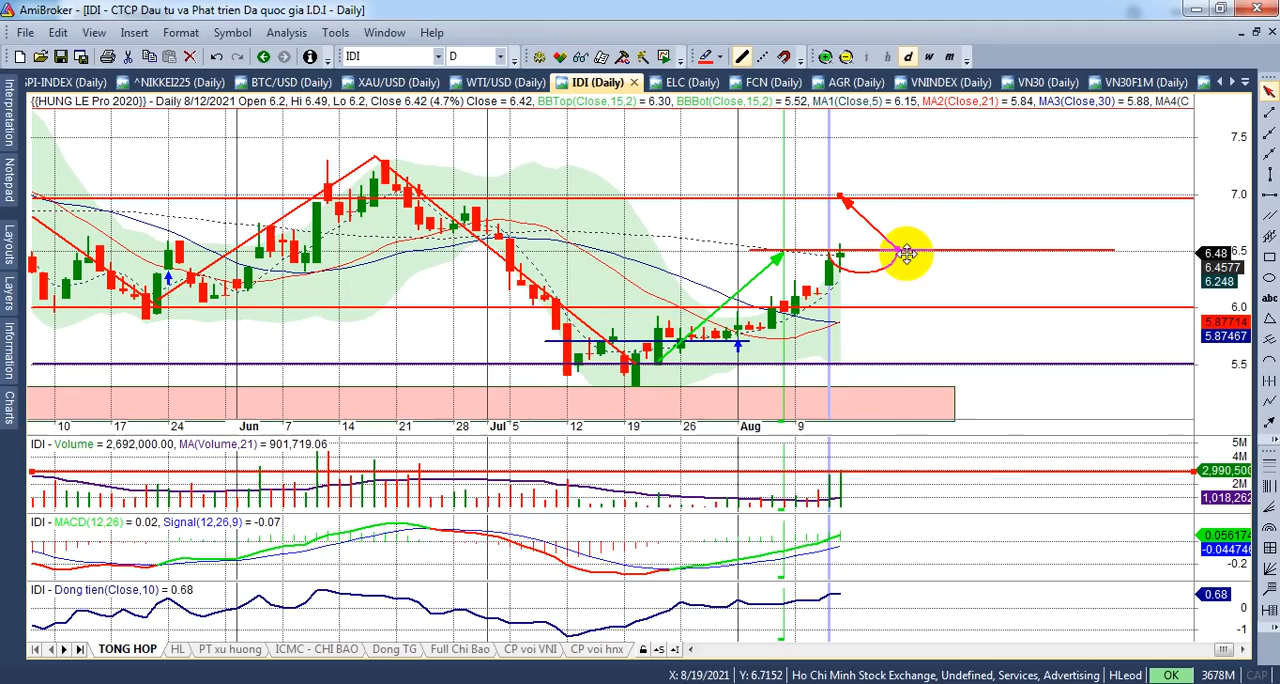 AmiBroker - [IDI - CTCP Dau tu va Phat trien Da quoc gia I.D.I - Daily]
File Edit View Insert Format Symbol Analysis Tools Window Help
IDI D h d w m
PI-INDEX (Daily) ^NIKKEI225 (Daily) BTC/USD (Daily) XAU/USD (Daily) WTI/USD (Daily) IDI (Daily) ELC (Daily) FCN (Daily) AGR (Daily) VNINDEX (Daily) VN30 (Daily) VN30F1M (Daily)
{{HUNG LE Pro 2020}} - Daily 8/12/2021 Open 6.2, Hi 6.49, Lo 6.2, Close 6.42 (4.7%) Close = 6.42, BBTop(Close,15,2) = 6.30, BBBot(Close,15,2) = 5.52, MA1(Close,5) = 6.15, MA2(Close,21) = 5.84, MA3(Close,30) = 5.88, MA4(C
Interpretation
Notepad
Layouts
Layers
Information
Charts
abc
7.5
7.0
6.5
6.48
6.4577
6.248
6.0
5.87714
5.87467
5.5
10 17 24 Jun 7 14 21 28 Jul 5 12 19 26 Aug 9
IDI - Volume = 2,692,000.00, MA(Volume,21) = 901,719.06
5M
4M
2,990,500
2M
1,018,262
IDI - MACD(12,26) = 0.02, Signal(12,26,9) = -0.07
0.056174
-0.044746
-0.2
IDI - Dong tien(Close,10) = 0.68
0.68
0
-1
TONG HOP HL PT xu huong ICMC - CHI BAO Dong TG Full Chi Bao CP voi VNI CP voi hnx
X: 8/19/2021 Y: 6.7152 Ho Chi Minh Stock Exchange, Undefined, Services, Advertising HLeod OK 3678M CAP